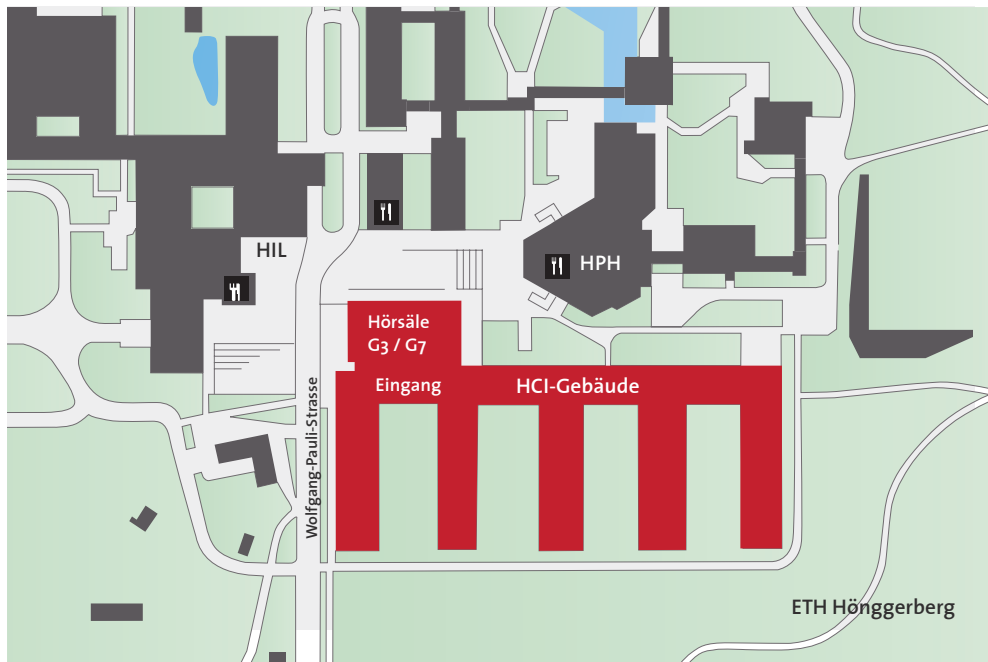 HIL
HPH
Hörsäle
G3 / G7
Eingang
HCI-Gebäude
Wolfgang-Pauli-Strasse
ETH Hönggerberg